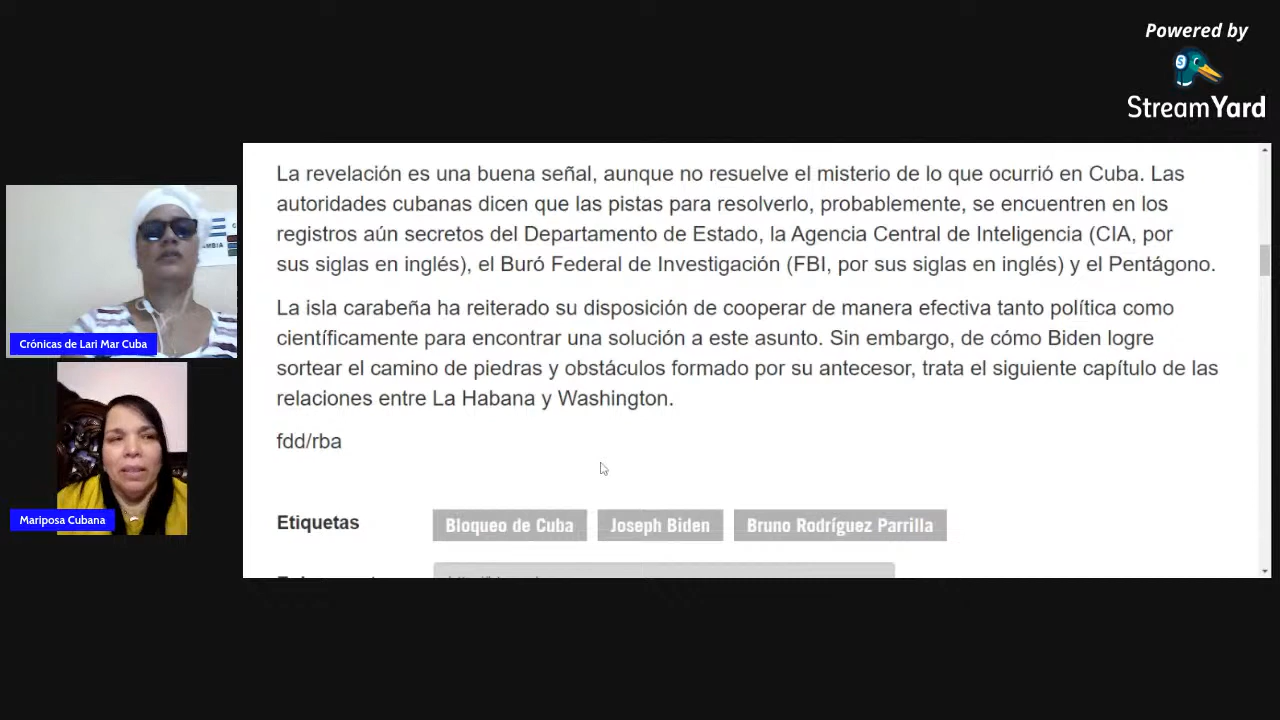 Powered by
StreamYard
La revelación es una buena señal, aunque no resuelve el misterio de lo que ocurrió en Cuba. Las
autoridades cubanas dicen que las pistas para resolverlo, probablemente, se encuentren en los
registros aún secretos del Departamento de Estado, la Agencia Central de Inteligencia (CIA, por
sus siglas en inglés), el Buró Federal de Investigación (FBI, por sus siglas en inglés) y el Pentágono.
La isla carabeña ha reiterado su disposición de cooperar de manera efectiva tanto política como
científicamente para encontrar una solución a este asunto. Sin embargo, de cómo Biden logre
sortear el camino de piedras y obstáculos formado por su antecesor, trata el siguiente capítulo de las
relaciones entre La Habana y Washington.
fdd/rba
Etiquetas
Bloqueo de Cuba
Joseph Biden
Bruno Rodríguez Parrilla
Crónicas de Lari Mar Cuba
Mariposa Cubana